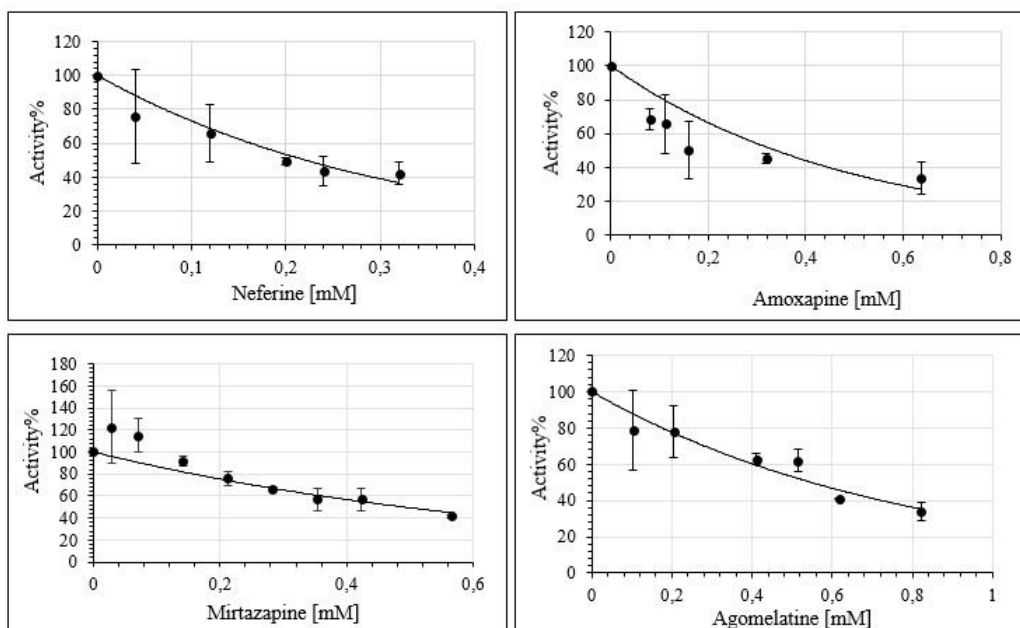 120
100
80
60
40
20
0
Activity%
0 0,1 0,2 0,3 0,4
Neferine [mM]
120
100
80
60
40
20
0
Activity%
0 0,2 0,4 0,6 0,8
Amoxapine [mM]
180
160
140
120
100
80
60
40
20
0
Activity%
0 0,2 0,4 0,6
Mirtazapine [mM]
120
100
80
60
40
20
0
Activity%
0 0,2 0,4 0,6 0,8 1
Agomelatine [mM]